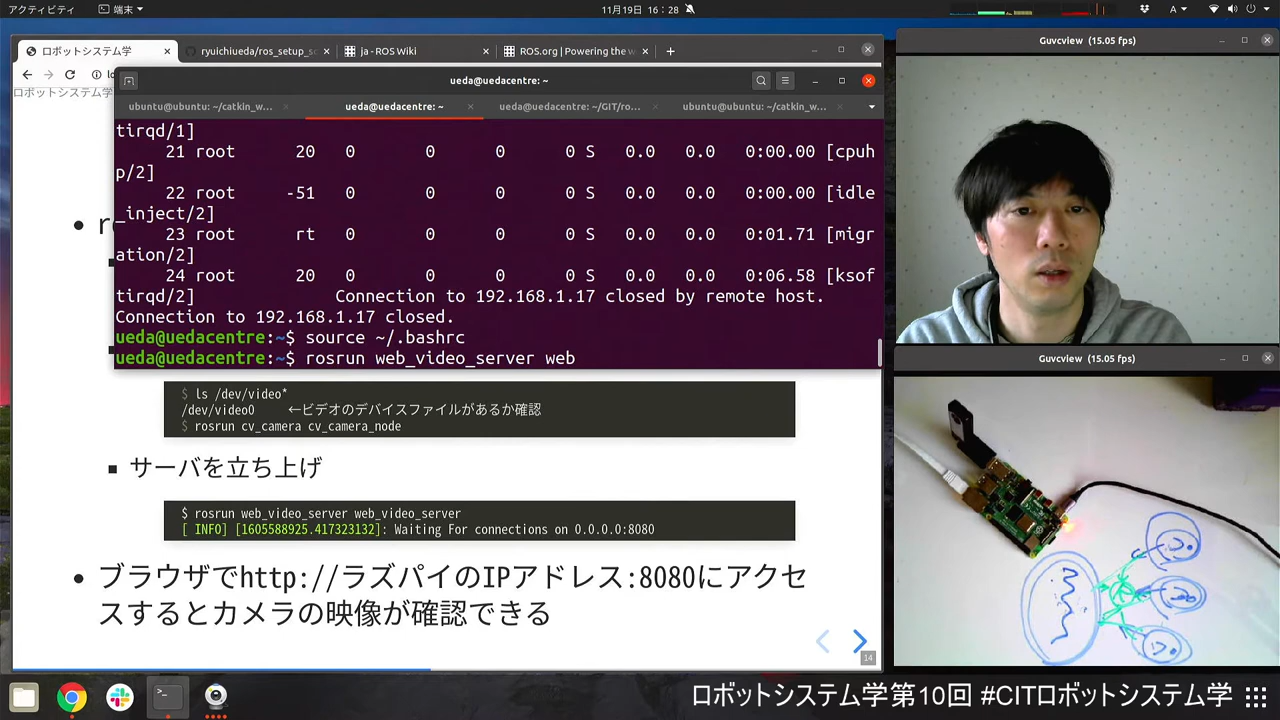 アクティビティ
端末
11月19日 16：28
A
ロボットシステム学
ryuichiueda/ros_setup_sc
ja - ROS Wiki
ROS.org | Powering the w
Guvcview (15.05 fps)
ロボットシステム学
ueda@uedacentre: ~
ubuntu@ubuntu: ~/catkin_w...
ueda@uedacentre: ~
ueda@uedacentre: ~/GIT/ro...
ubuntu@ubuntu: ~/catkin_w...
tirqd/1]
21 root 20 0 0 0 0 S 0.0 0.0 0:00.00 [cpuh
p/2]
22 root -51 0 0 0 0 S 0.0 0.0 0:00.00 [idle
_inject/2]
23 root rt 0 0 0 0 S 0.0 0.0 0:01.71 [migr
ation/2]
24 root 20 0 0 0 0 S 0.0 0.0 0:06.58 [ksof
tirqd/2] Connection to 192.168.1.17 closed by remote host.
Connection to 192.168.1.17 closed.
ueda@uedacentre:~$ source ~/.bashrc
ueda@uedacentre:~$ rosrun web_video_server web
$ ls /dev/video*
/dev/video0 ←ビデオのデバイスファイルがあるか確認
$ rosrun cv_camera cv_camera_node
サーバを立ち上げ
$ rosrun web_video_server web_video_server
[ INFO] [1605588925.417323132]: Waiting For connections on 0.0.0.0:8080
ブラウザでhttp://ラズパイのIPアドレス:8080にアクセ
スするとカメラの映像が確認できる
14
Guvcview (15.05 fps)
ロボットシステム学第10回 #CITロボットシステム学